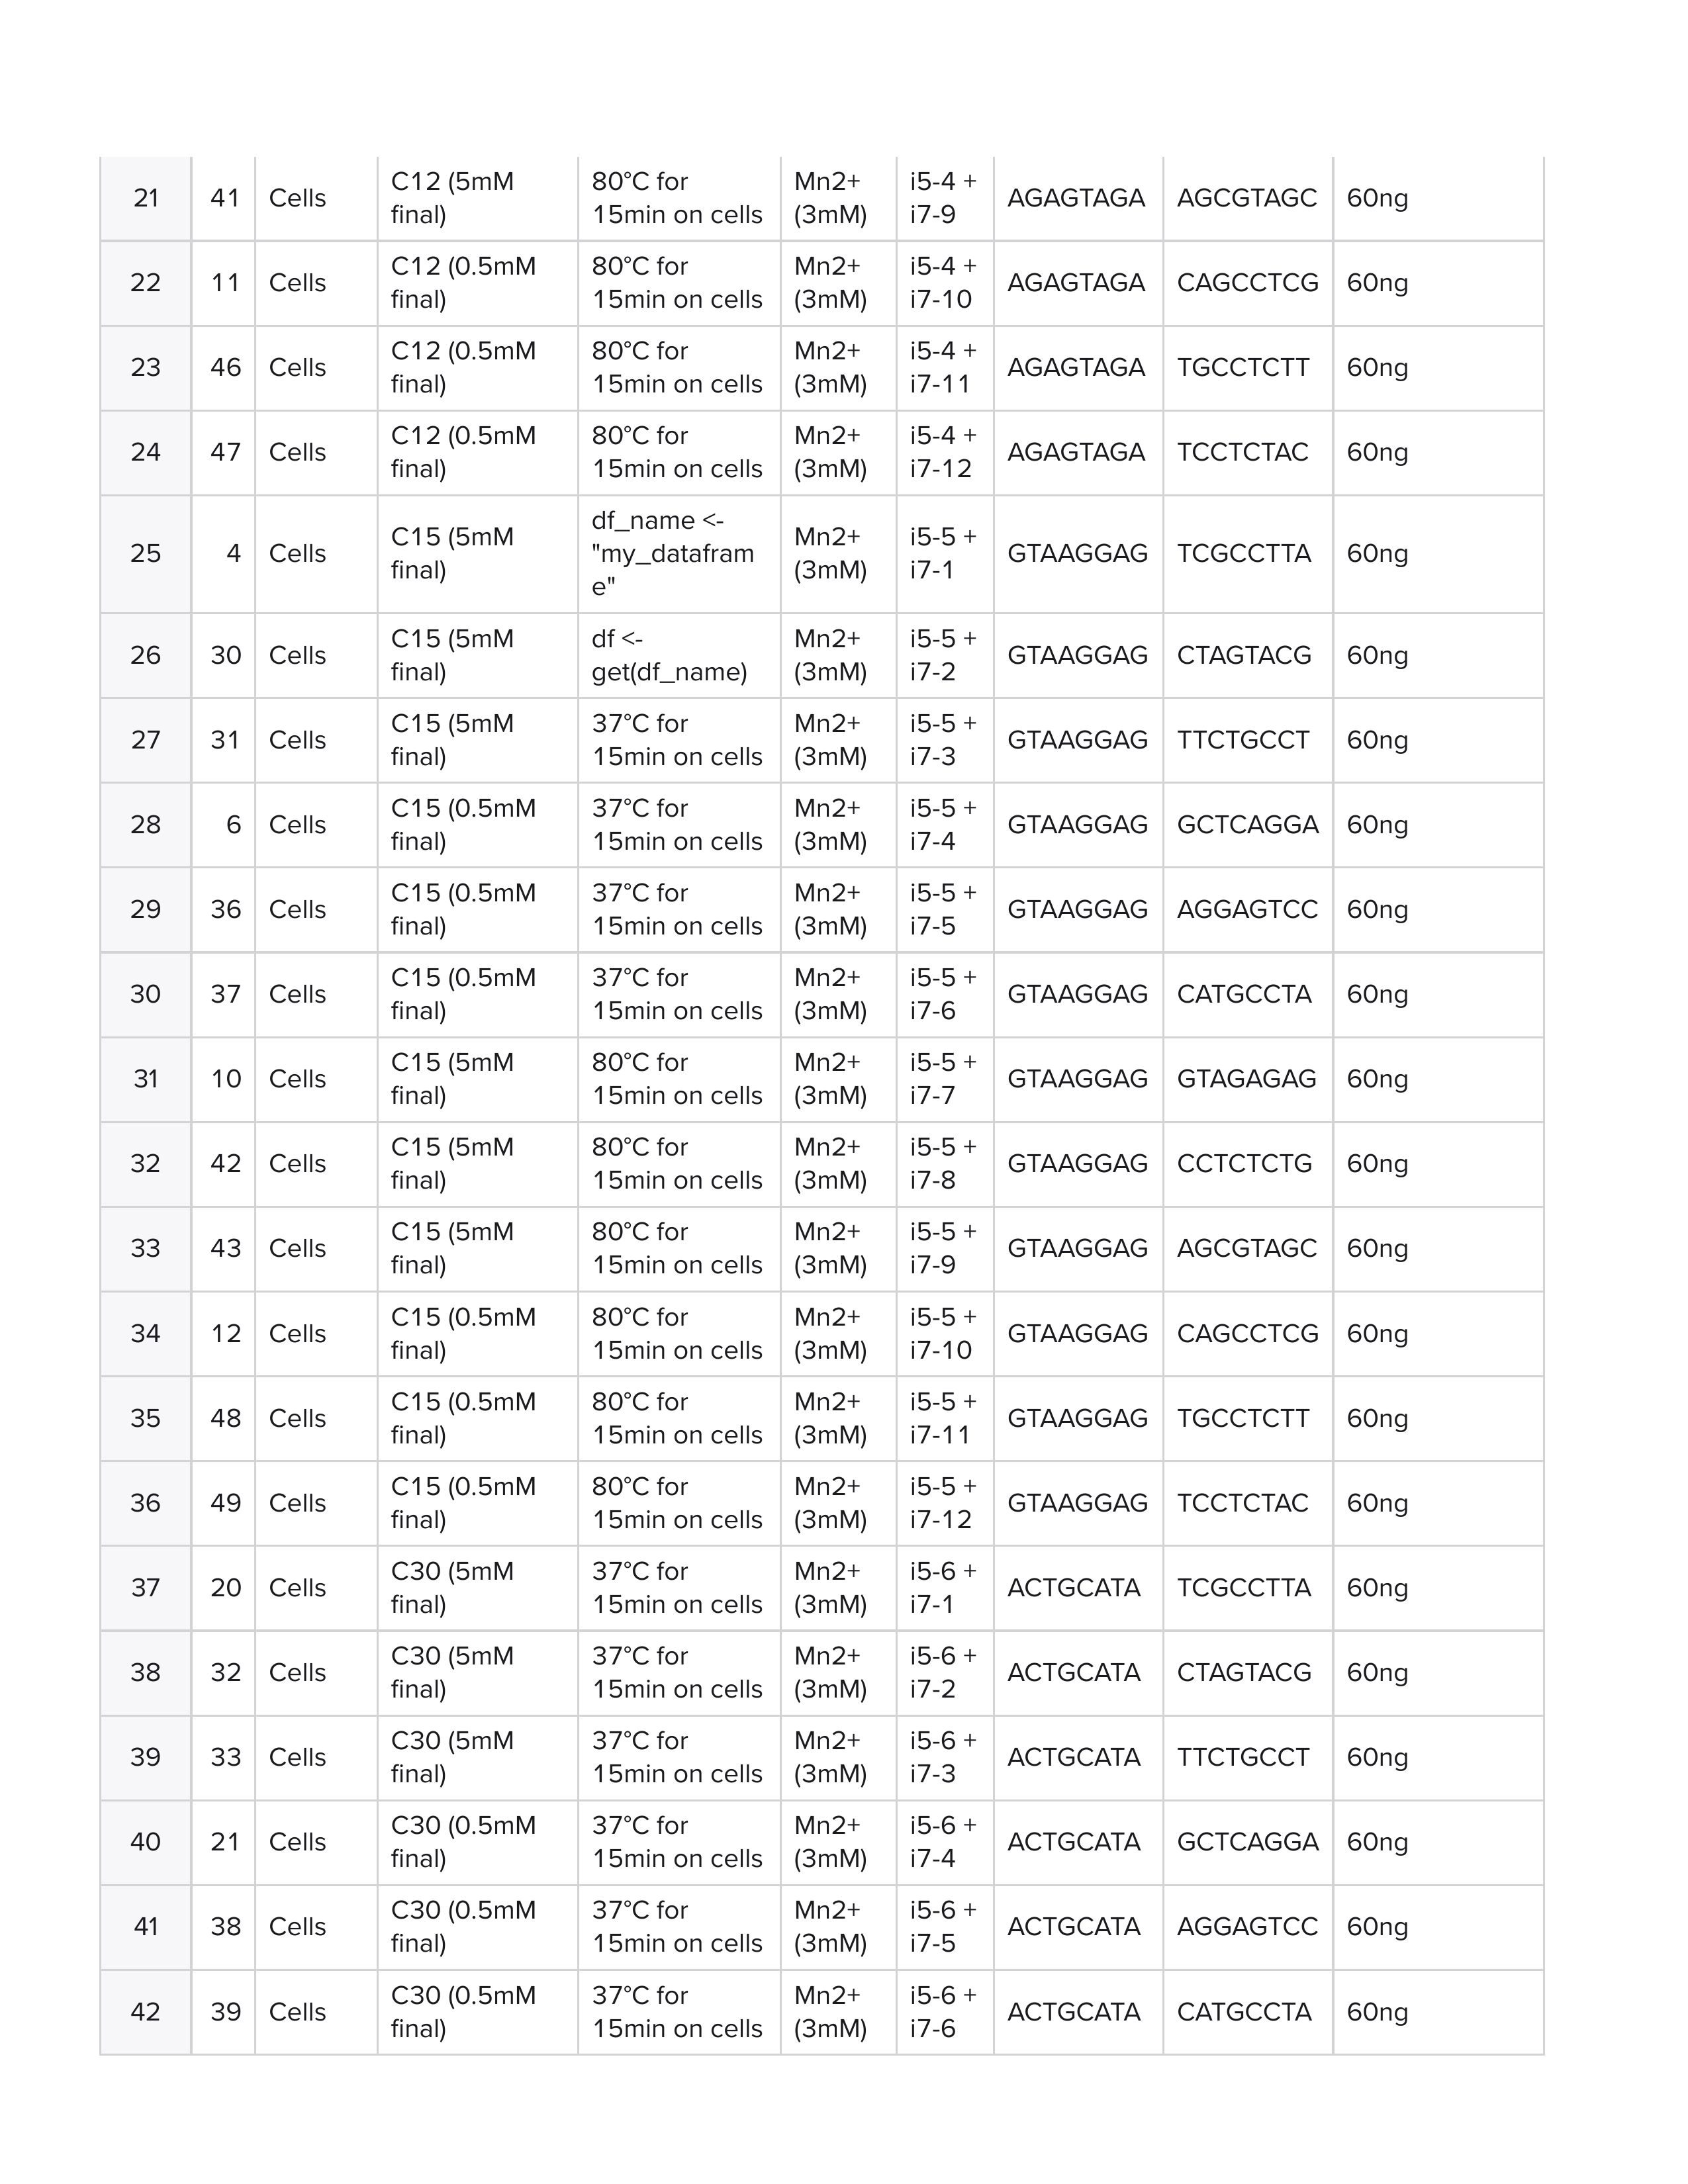 21 41 Cells C12 (5mM final) 80°C for 15min on cells Mn2+ (3mM) i5-4 + i7-9 AGAGTAGA AGCGTAGC 60ng
22 11 Cells C12 (0.5mM final) 80°C for 15min on cells Mn2+ (3mM) i5-4 + i7-10 AGAGTAGA CAGCCTCG 60ng
23 46 Cells C12 (0.5mM final) 80°C for 15min on cells Mn2+ (3mM) i5-4 + i7-11 AGAGTAGA TGCCTCTT 60ng
24 47 Cells C12 (0.5mM final) 80°C for 15min on cells Mn2+ (3mM) i5-4 + i7-12 AGAGTAGA TCCTCTAC 60ng
25 4 Cells C15 (5mM final) df_name <- "my_dataframe" Mn2+ (3mM) i5-5 + i7-1 GTAAGGAG TCGCCTTA 60ng
26 30 Cells C15 (5mM final) df <- get(df_name) Mn2+ (3mM) i5-5 + i7-2 GTAAGGAG CTAGTACG 60ng
27 31 Cells C15 (5mM final) 37°C for 15min on cells Mn2+ (3mM) i5-5 + i7-3 GTAAGGAG TTCTGCCT 60ng
28 6 Cells C15 (0.5mM final) 37°C for 15min on cells Mn2+ (3mM) i5-5 + i7-4 GTAAGGAG GCTCAGGA 60ng
29 36 Cells C15 (0.5mM final) 37°C for 15min on cells Mn2+ (3mM) i5-5 + i7-5 GTAAGGAG AGGAGTCC 60ng
30 37 Cells C15 (0.5mM final) 37°C for 15min on cells Mn2+ (3mM) i5-5 + i7-6 GTAAGGAG CATGCCTA 60ng
31 10 Cells C15 (5mM final) 80°C for 15min on cells Mn2+ (3mM) i5-5 + i7-7 GTAAGGAG GTAGAGAG 60ng
32 42 Cells C15 (5mM final) 80°C for 15min on cells Mn2+ (3mM) i5-5 + i7-8 GTAAGGAG CCTCTCTG 60ng
33 43 Cells C15 (5mM final) 80°C for 15min on cells Mn2+ (3mM) i5-5 + i7-9 GTAAGGAG AGCGTAGC 60ng
34 12 Cells C15 (0.5mM final) 80°C for 15min on cells Mn2+ (3mM) i5-5 + i7-10 GTAAGGAG CAGCCTCG 60ng
35 48 Cells C15 (0.5mM final) 80°C for 15min on cells Mn2+ (3mM) i5-5 + i7-11 GTAAGGAG TGCCTCTT 60ng
36 49 Cells C15 (0.5mM final) 80°C for 15min on cells Mn2+ (3mM) i5-5 + i7-12 GTAAGGAG TCCTCTAC 60ng
37 20 Cells C30 (5mM final) 37°C for 15min on cells Mn2+ (3mM) i5-6 + i7-1 ACTGCATA TCGCCTTA 60ng
38 32 Cells C30 (5mM final) 37°C for 15min on cells Mn2+ (3mM) i5-6 + i7-2 ACTGCATA CTAGTACG 60ng
39 33 Cells C30 (5mM final) 37°C for 15min on cells Mn2+ (3mM) i5-6 + i7-3 ACTGCATA TTCTGCCT 60ng
40 21 Cells C30 (0.5mM final) 37°C for 15min on cells Mn2+ (3mM) i5-6 + i7-4 ACTGCATA GCTCAGGA 60ng
41 38 Cells C30 (0.5mM final) 37°C for 15min on cells Mn2+ (3mM) i5-6 + i7-5 ACTGCATA AGGAGTCC 60ng
42 39 Cells C30 (0.5mM final) 37°C for 15min on cells Mn2+ (3mM) i5-6 + i7-6 ACTGCATA CATGCCTA 60ng